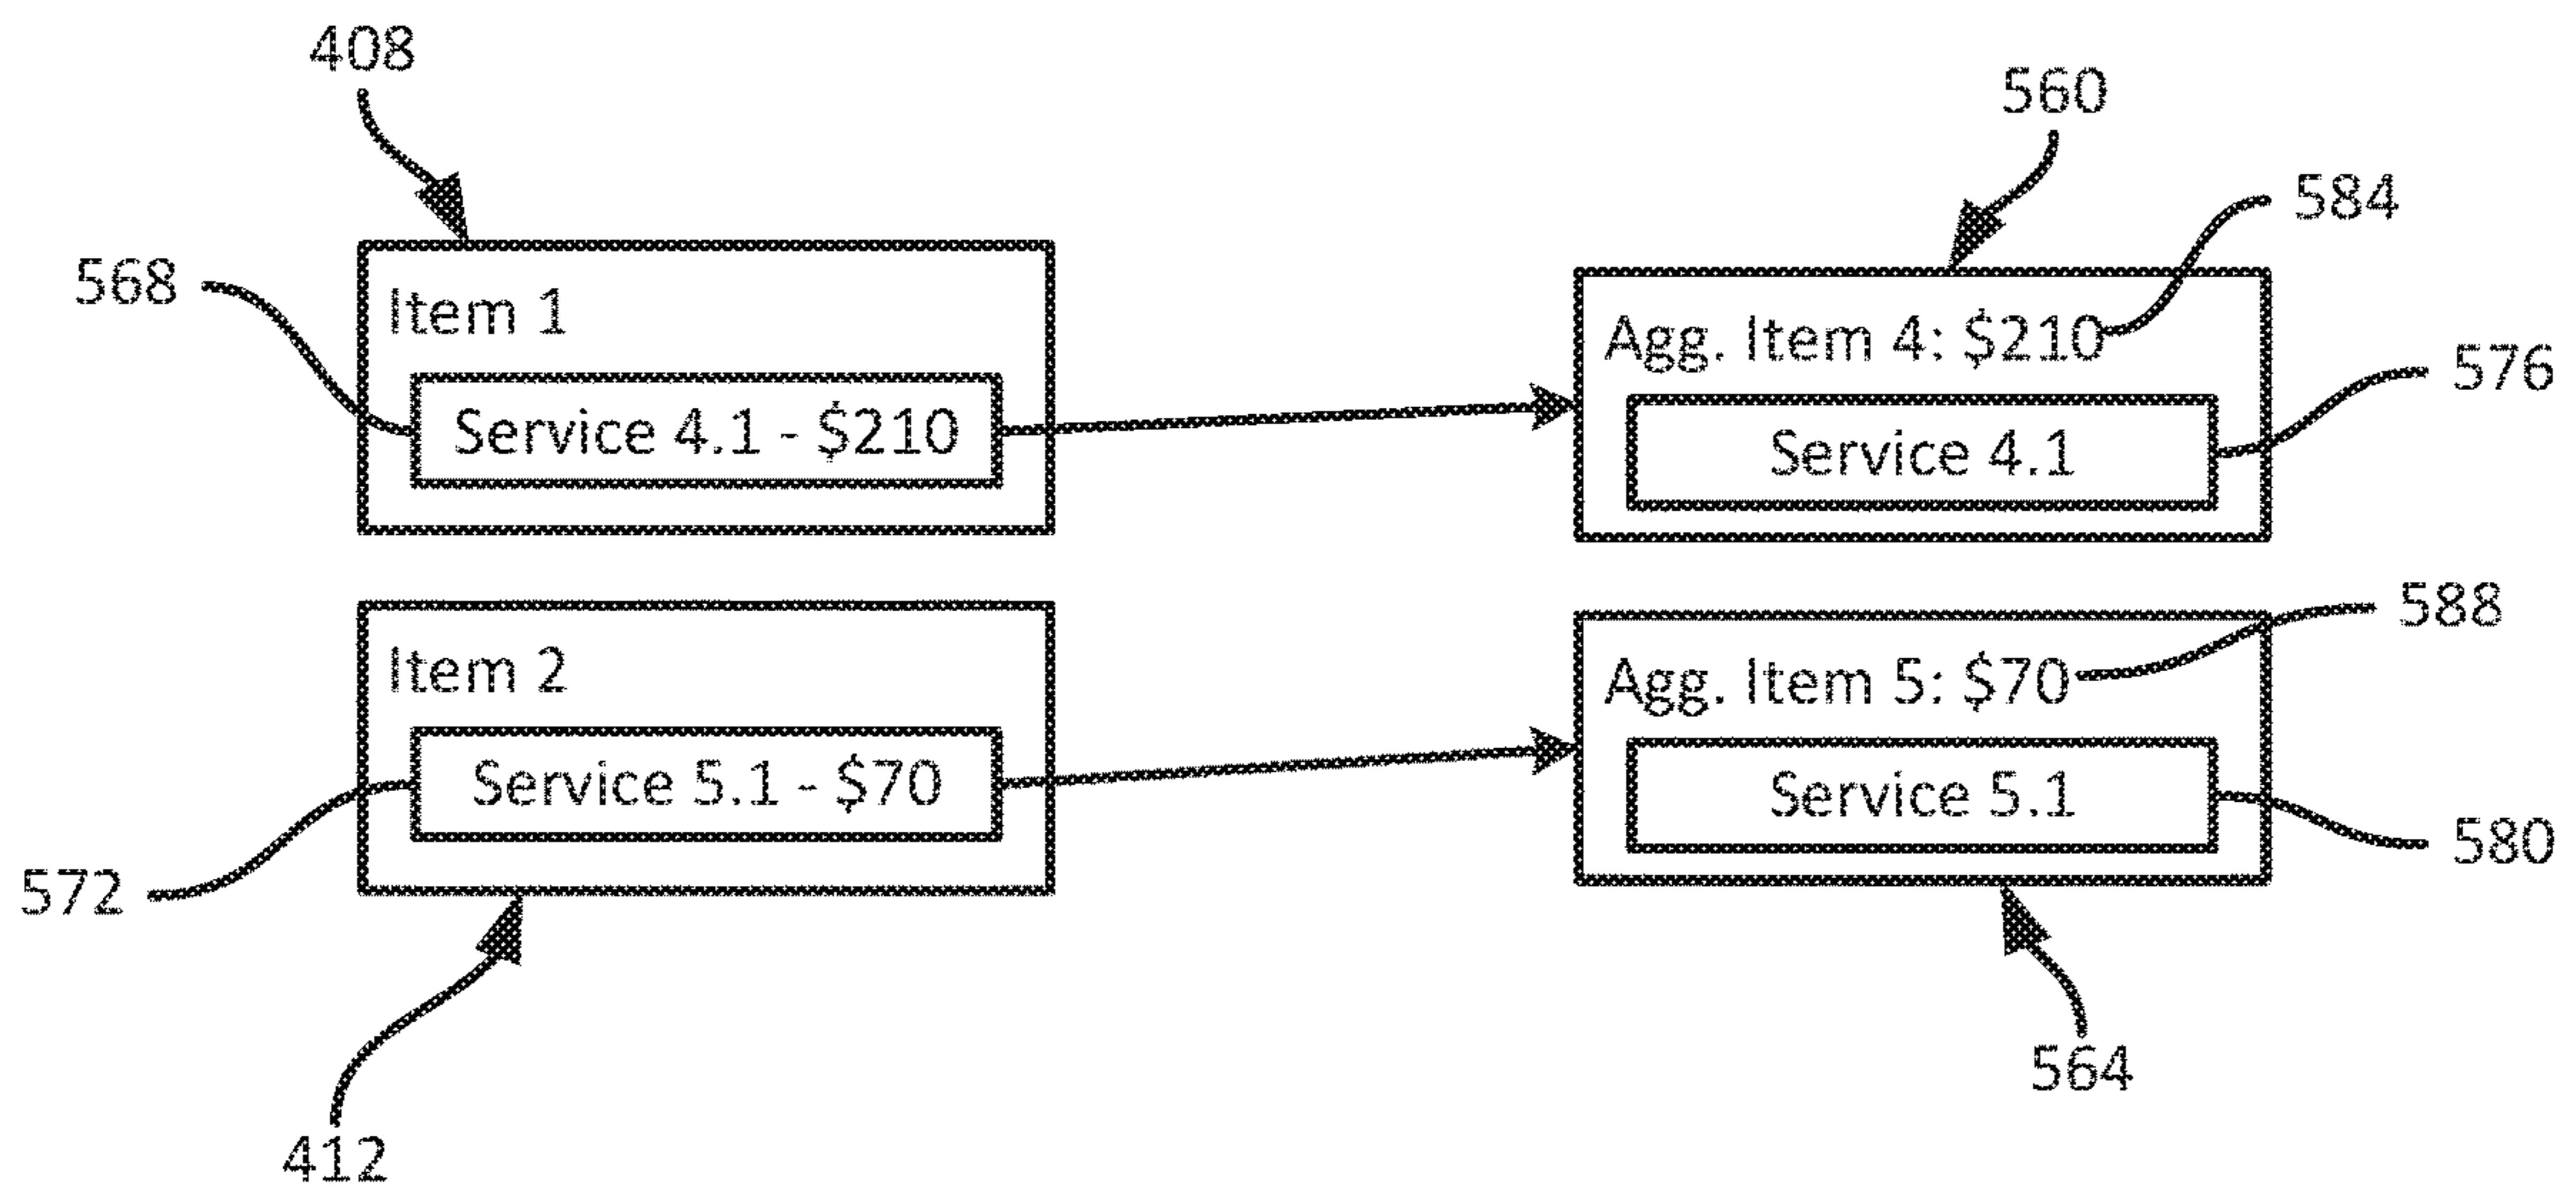 408
560
584
568
Item 1
Agg. Item 4: $210
576
Service 4.1 - $210
Service 4.1
588
Item 2
Agg. Item 5: $70
Service 5.1 - $70
Service 5.1
580
572
564
412